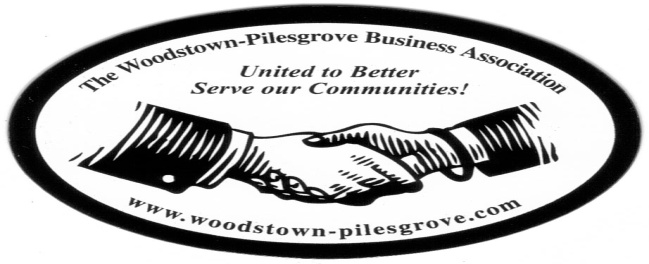 The Woodstown-Pilesgrove Business Association
United to Better
Serve our Communities!
www.woodstown-pilesgrove.com